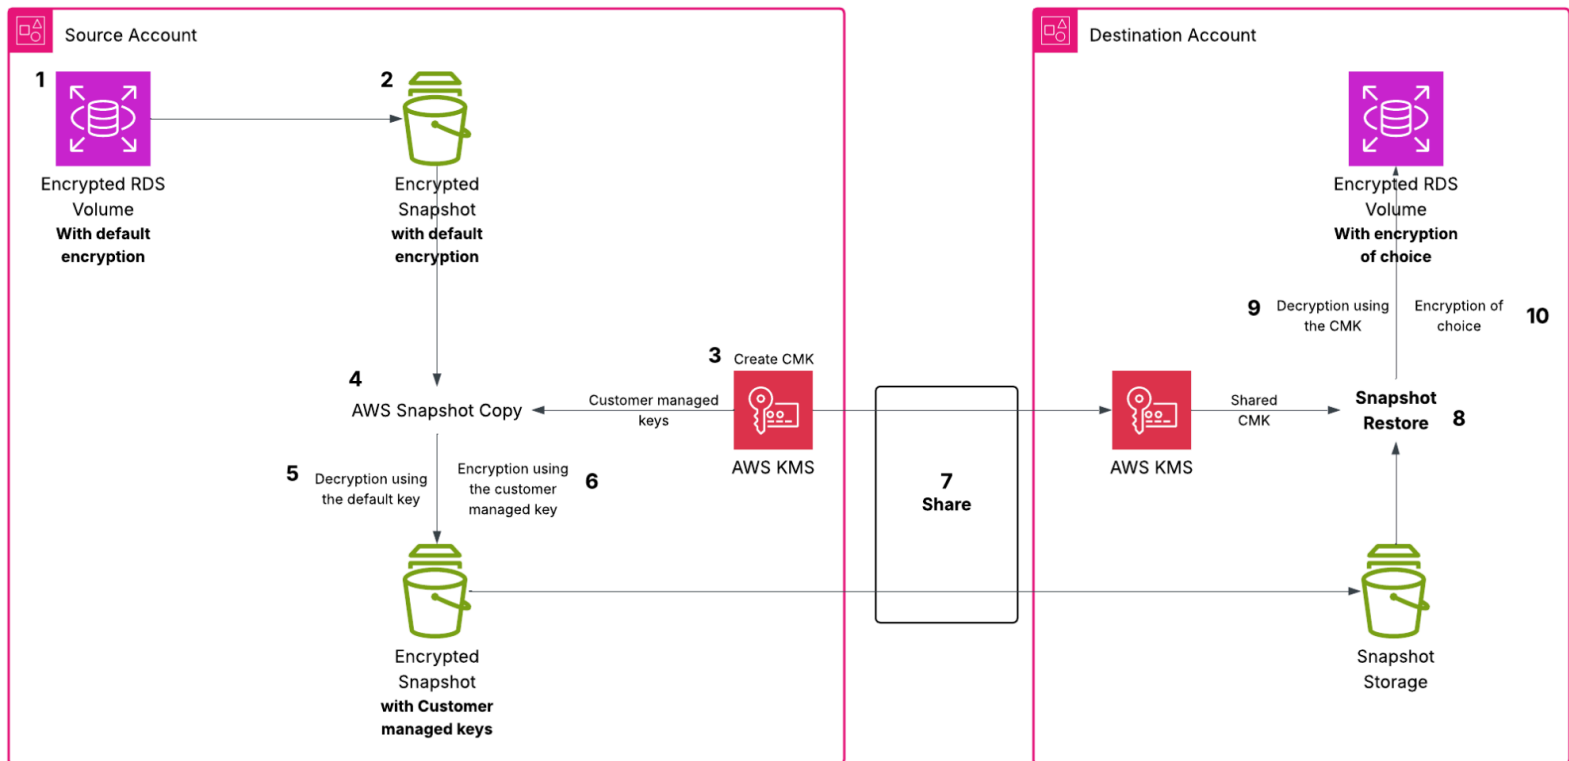 Source Account
Destination Account
1
2
Encrypted RDS
Volume
With default
encryption
Encrypted
Snapshot
with default
encryption
Encrypted RDS
Volume
With encryption
of choice
9
Decryption using
the CMK
Encryption of
choice
10
3
Create CMK
4
AWS Snapshot Copy
Customer managed
keys
AWS KMS
Shared
CMK
AWS KMS
Snapshot
Restore
8
5
Decryption using
the default key
Encryption using
the customer
managed key
6
7
Share
Encrypted
Snapshot
with Customer
managed keys
Snapshot
Storage